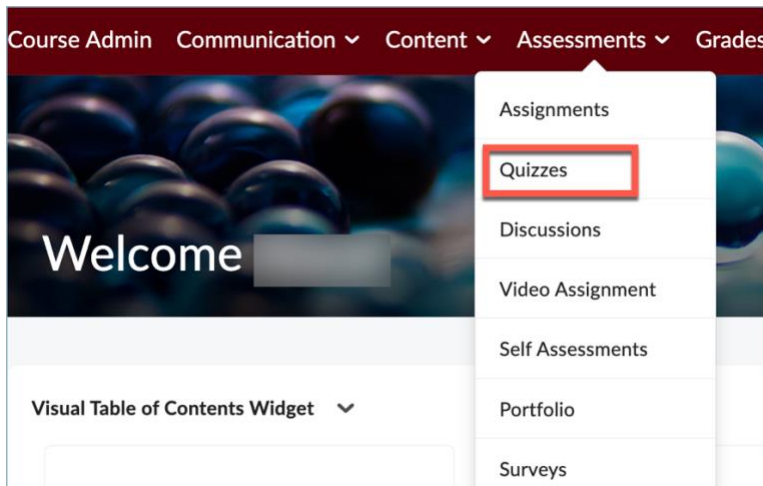 Course Admin Communication Content Assessments Grades
Assignments
Quizzes
Discussions
Welcome
Video Assignment
Self Assessments
Visual Table of Contents Widget
Portfolio
Surveys